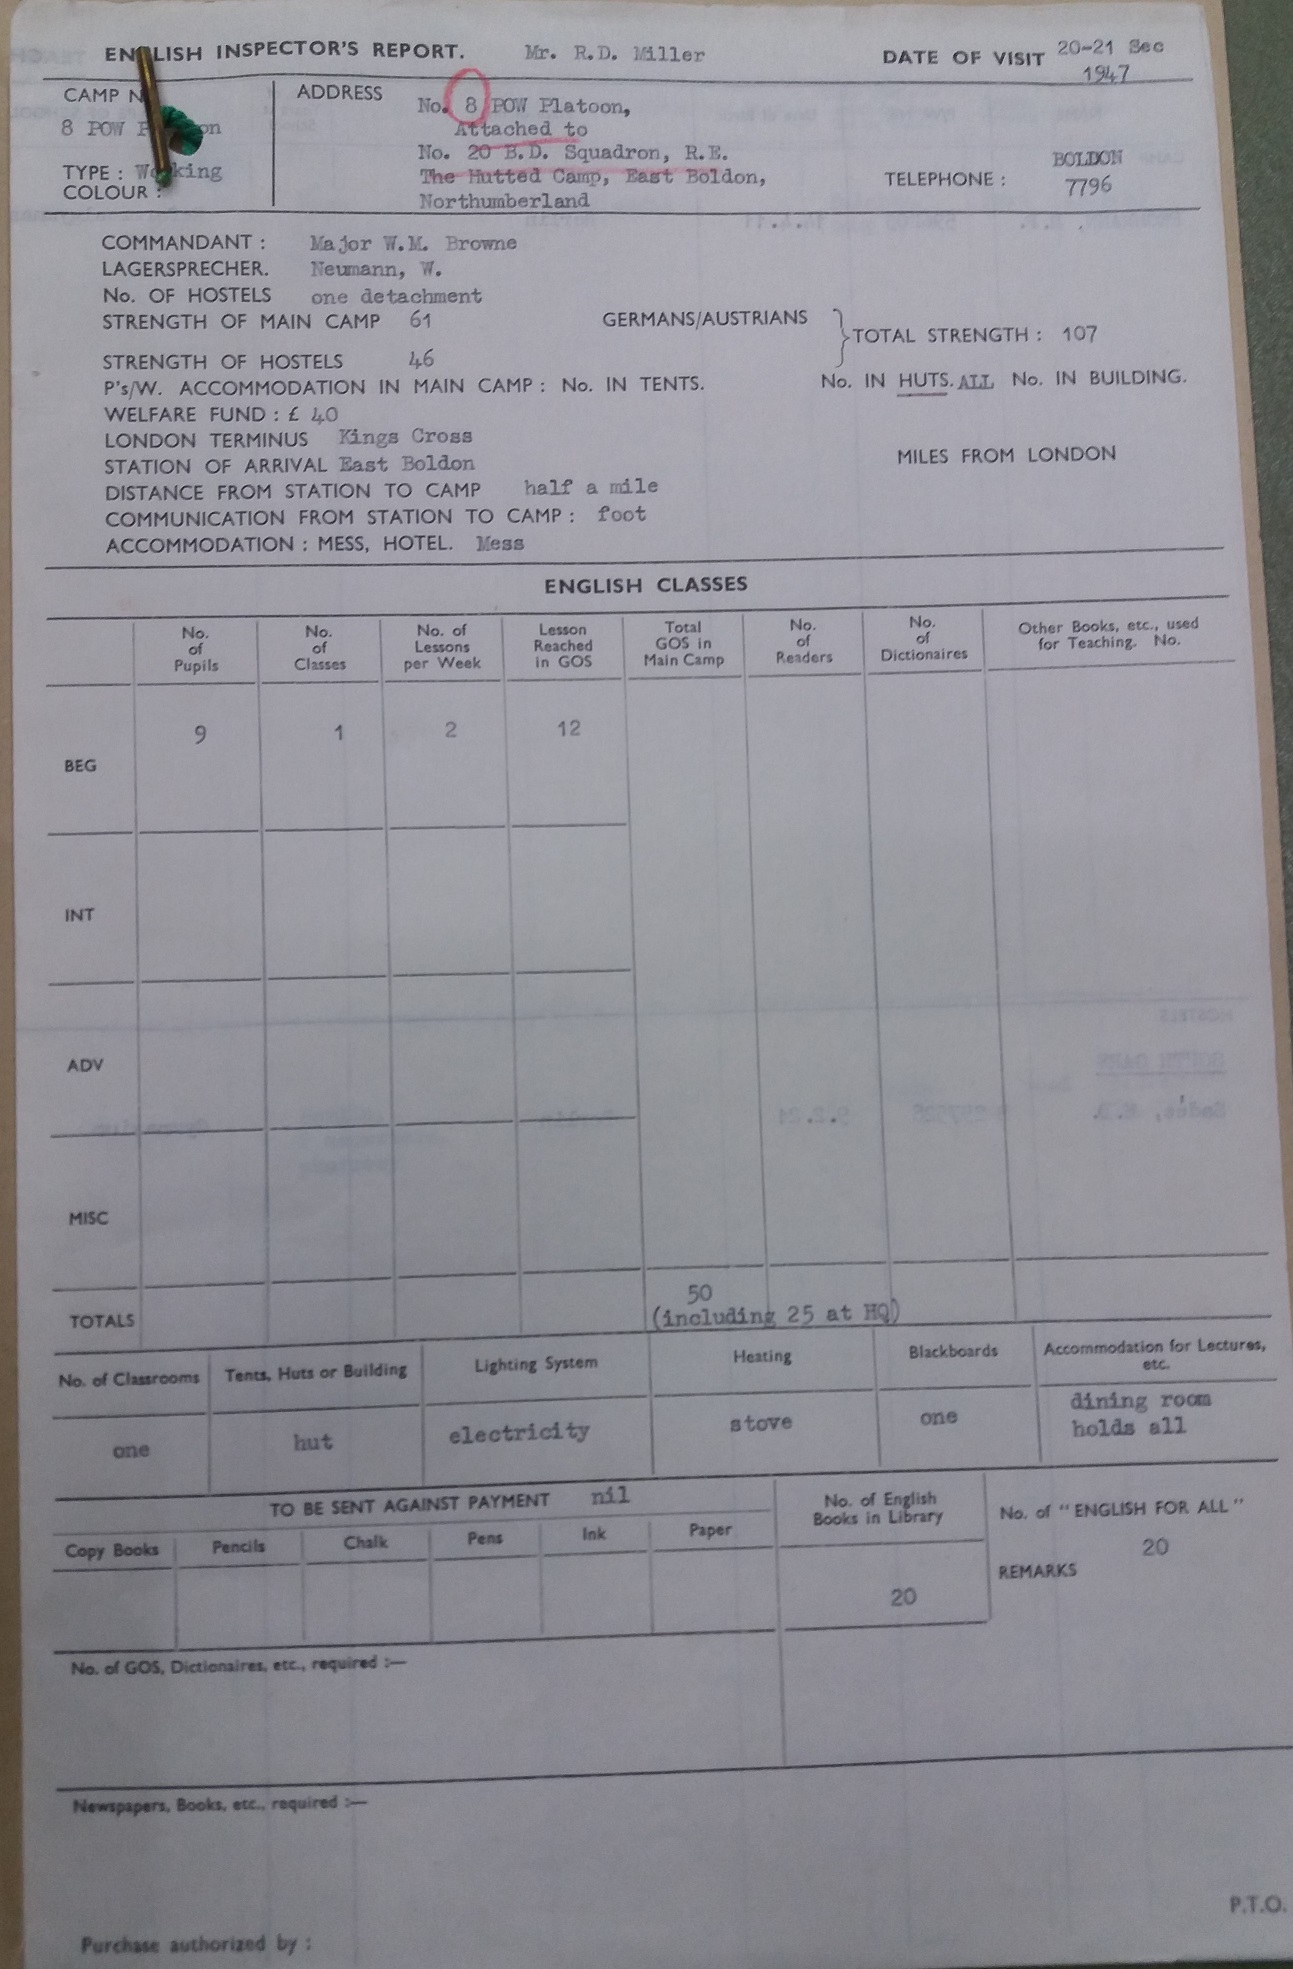 ENGLISH INSPECTOR'S REPORT. Mr. R.D. Miller DATE OF VISIT 20-21 Sec 1947
CAMP N
8 POW P on
TYPE : Working
COLOUR :
ADDRESS No. 8 POW Platoon,
Attached to
No. 20 B.D. Squadron, R.E.
The Hutted Camp, East Boldon,
Northumberland
TELEPHONE : BOLDON 7796
COMMANDANT : Major W.M. Browne
LAGERSPRECHER. Neumann, W.
No. OF HOSTELS one detachment
STRENGTH OF MAIN CAMP 61 GERMANS/AUSTRIANS
TOTAL STRENGTH : 107
STRENGTH OF HOSTELS 46
P's/W. ACCOMMODATION IN MAIN CAMP : No. IN TENTS. No. IN HUTS. ALL No. IN BUILDING.
WELFARE FUND : £ 40
LONDON TERMINUS Kings Cross
STATION OF ARRIVAL East Boldon MILES FROM LONDON
DISTANCE FROM STATION TO CAMP half a mile
COMMUNICATION FROM STATION TO CAMP : foot
ACCOMMODATION : MESS, HOTEL. Mess
ENGLISH CLASSES
No. of Pupils No. of Classes No. of Lessons per Week Lesson Reached in GOS Total GOS in Main Camp No. of Readers No. of Dictionaires Other Books, etc., used for Teaching. No.
BEG 9 1 2 12
INT
ADV
MISC
TOTALS 50
(including 25 at HQ)
No. of Classrooms Tents, Huts or Building Lighting System Heating Blackboards Accommodation for Lectures, etc.
one hut electricity stove one dining room holds all
TO BE SENT AGAINST PAYMENT nil
Copy Books Pencils Chalk Pens Ink Paper
No. of English Books in Library
20
No. of "ENGLISH FOR ALL"
20
REMARKS
No. of GOS, Dictionaires, etc., required :—
Newspapers, Books, etc., required :—
P.T.O.
Purchase authorized by :